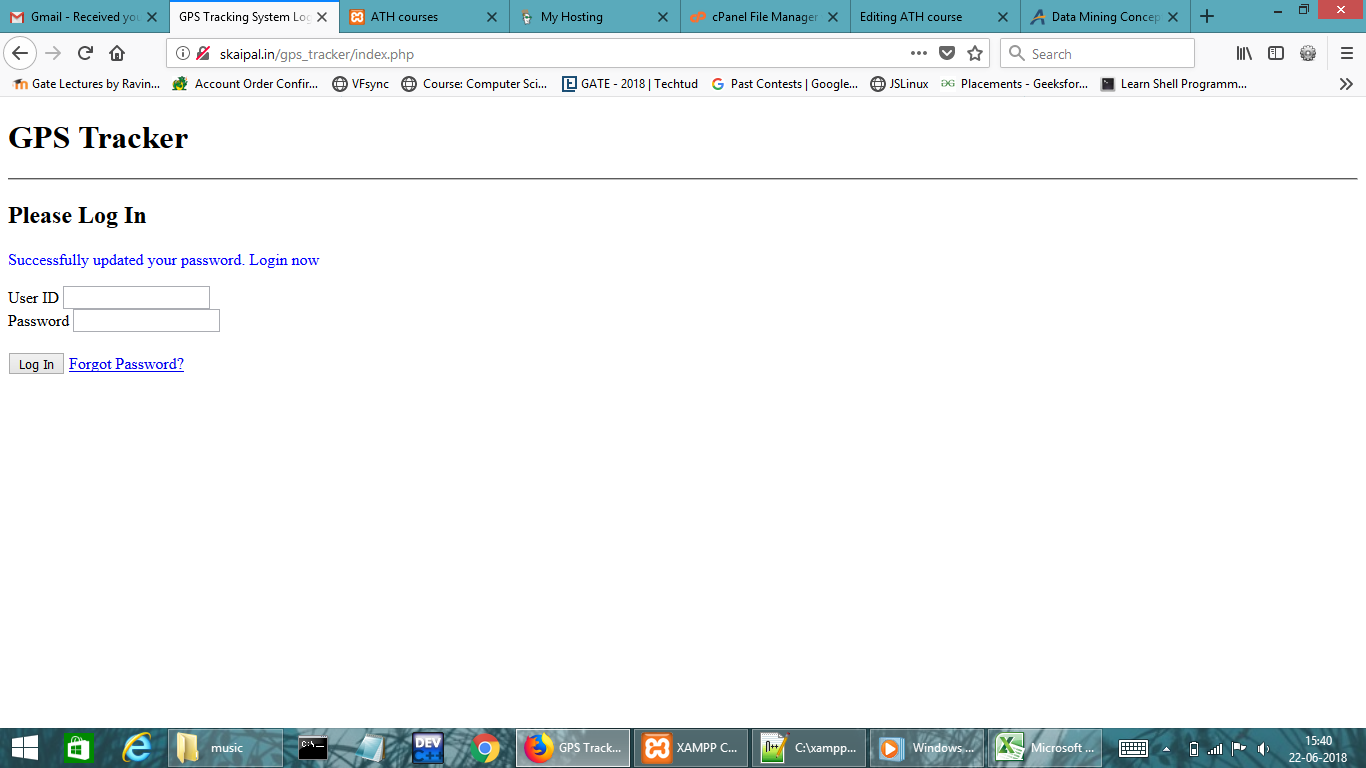 Gmail - Received you
GPS Tracking System Log
ATH courses
My Hosting
cPanel File Manager
Editing ATH course
Data Mining Concep
skaipal.in/gps_tracker/index.php
Search
Gate Lectures by Ravin...
Account Order Confir...
VFsync
Course: Computer Sci...
GATE - 2018 | Techtud
Past Contests | Google...
JSLinux
Placements - Geeksfor...
Learn Shell Programm...
GPS Tracker
Please Log In
Successfully updated your password. Login now
User ID
Password
Log In Forgot Password?
music
C:\
DEV
C++
GPS Track...
XAMPP C...
C:\xampp...
Windows ...
Microsoft ...
15:40
22-06-2018